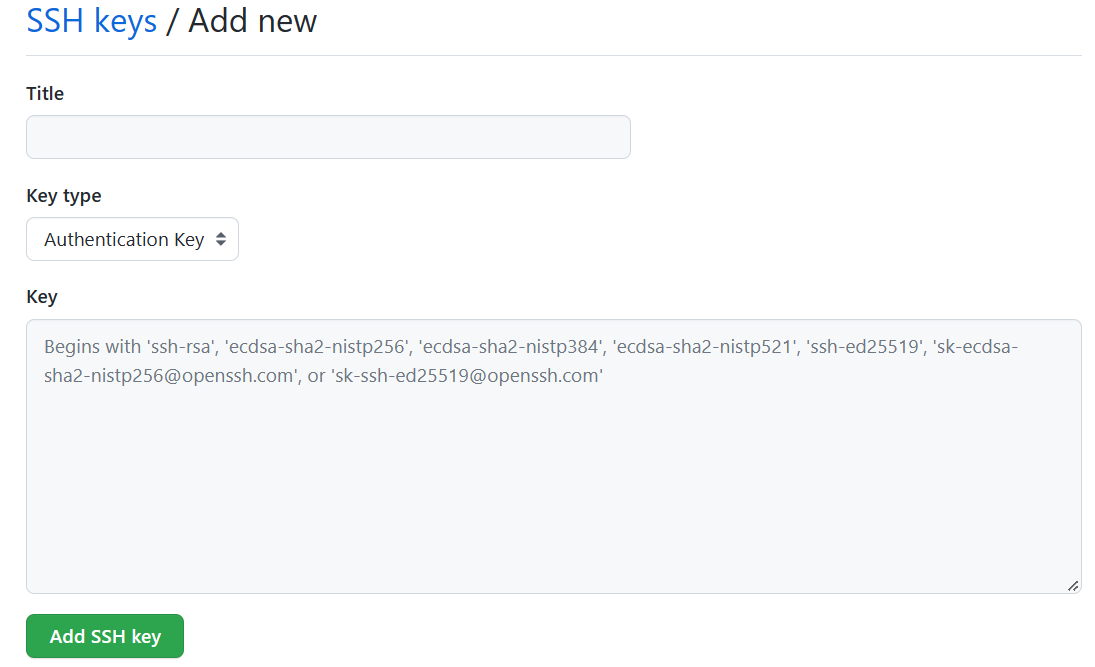 SSH keys / Add new
Title
Key type
Authentication Key
Key
Begins with 'ssh-rsa', 'ecdsa-sha2-nistp256', 'ecdsa-sha2-nistp384', 'ecdsa-sha2-nistp521', 'ssh-ed25519', 'sk-ecdsa-
sha2-nistp256@openssh.com', or 'sk-ssh-ed25519@openssh.com'
Add SSH key